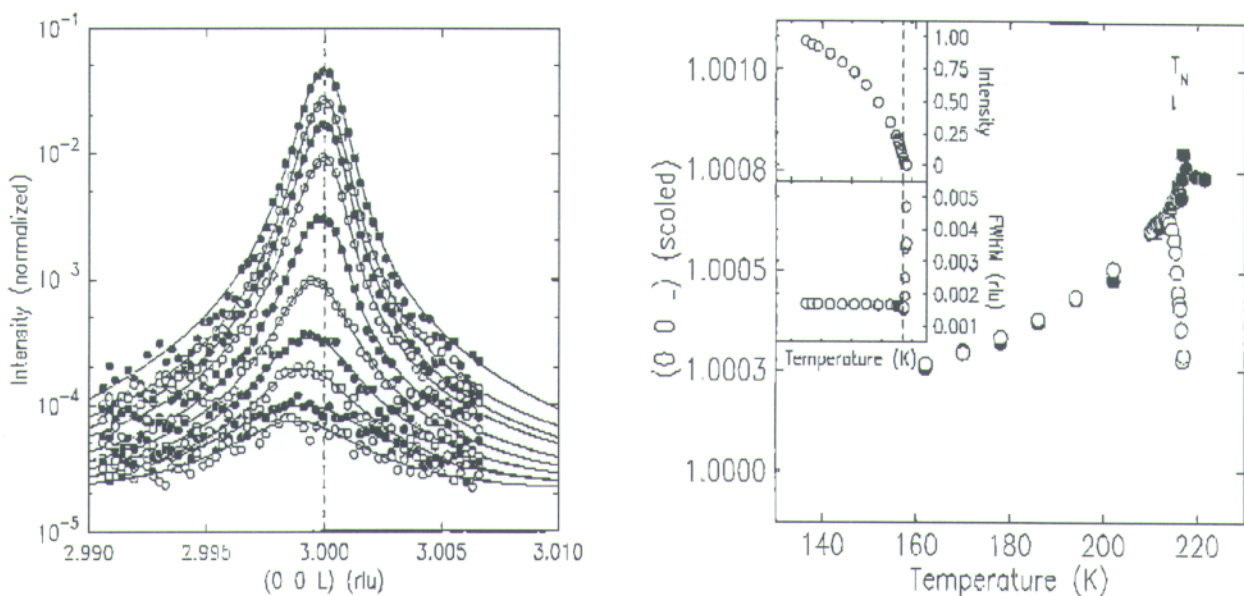 10⁻¹
10⁻²
10⁻³
10⁻⁴
10⁻⁵
Intensity (normalized)
2.990 2.995 3.000 3.005 3.010
(0 0 L) (rlu)
1.0010
1.0008
1.0005
1.0003
1.0000
(0 0 _) (scoled)
1.00
0.75
0.50
0.25
0
Intensity
0.005
0.004
0.003
0.002
0.001
FWHM (rlu)
Temperature (K)
T_N
140 160 180 200 220
Temperature (K)